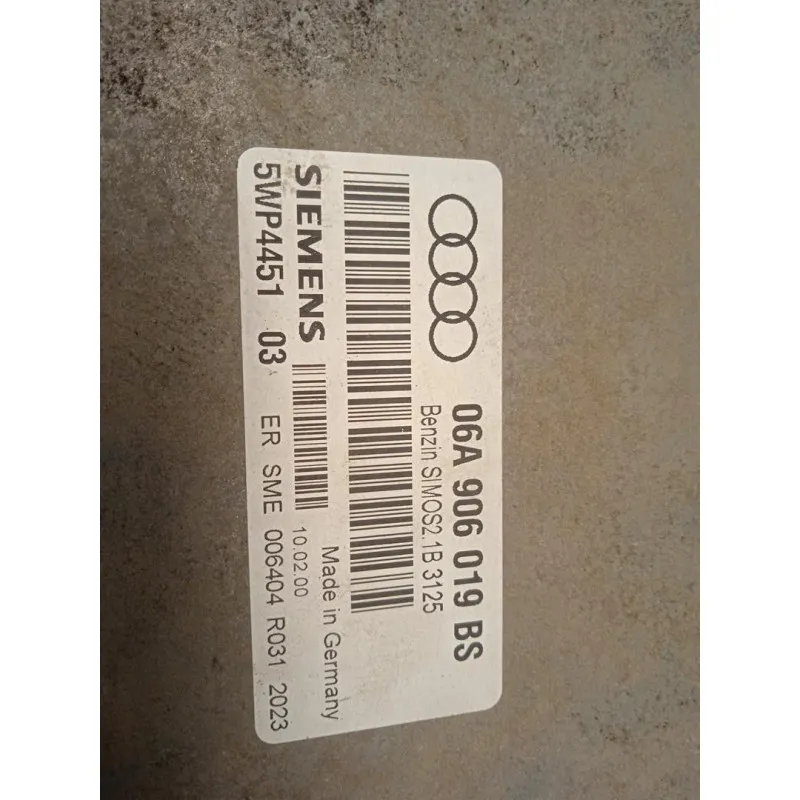 06A 906 019 BS
Benzin SIMOS2.1B 3125
SIEMENS
10.02.00
Made in Germany
5WP4451 03
ER SME 006404 R031 2023